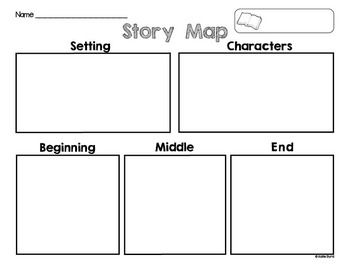 Name
Story Map
Setting Characters
Beginning Middle End